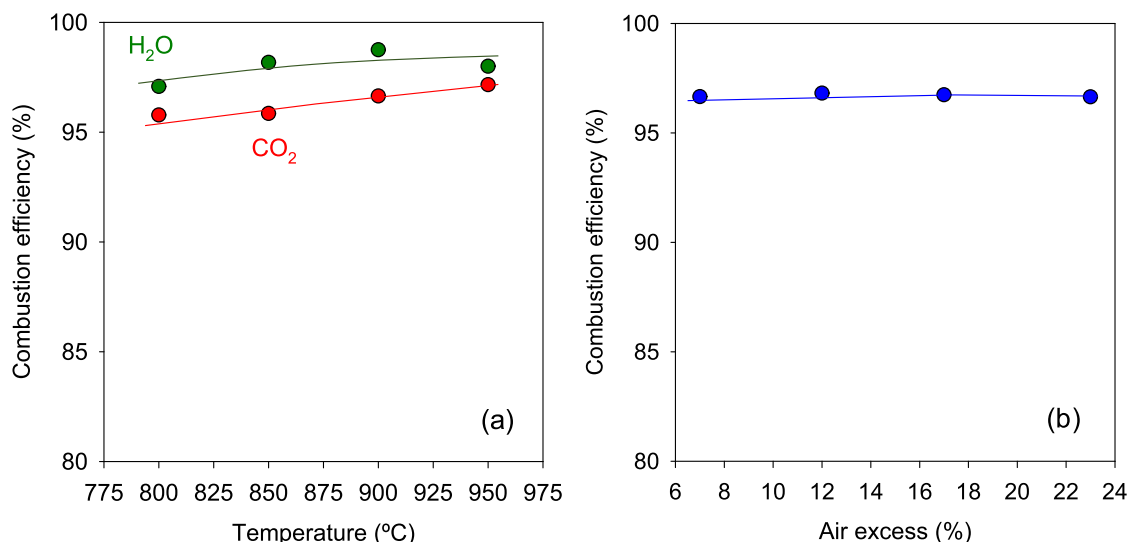 100
95
90
85
80
775 800 825 850 875 900 925 950 975
Combustion efficiency (%)
Temperature (ºC)
H₂O
CO₂
(a)
100
95
90
85
80
6 8 10 12 14 16 18 20 22 24
Combustion efficiency (%)
Air excess (%)
(b)